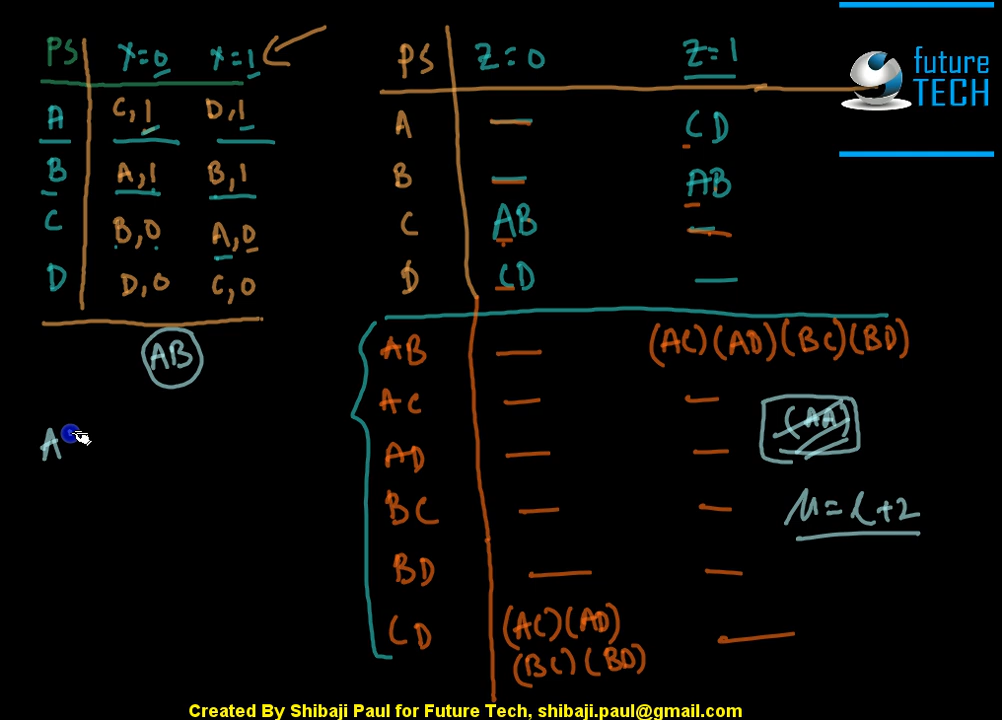 PS X=0 X=1
A C,1 D,1
B A,1 B,1
C B,0 A,0
D D,0 C,0
AB
A
PS Z=0 Z=1
A — CD
B — AB
C AB —
D CD —
AB — (AC)(AD)(BC)(BD)
AC — —
(AA)
AD — —
BC — —
BD — —
CD (AC)(AD) —
(BC)(BD)
future
TECH
Created By Shibaji Paul for Future Tech, shibaji.paul@gmail.com